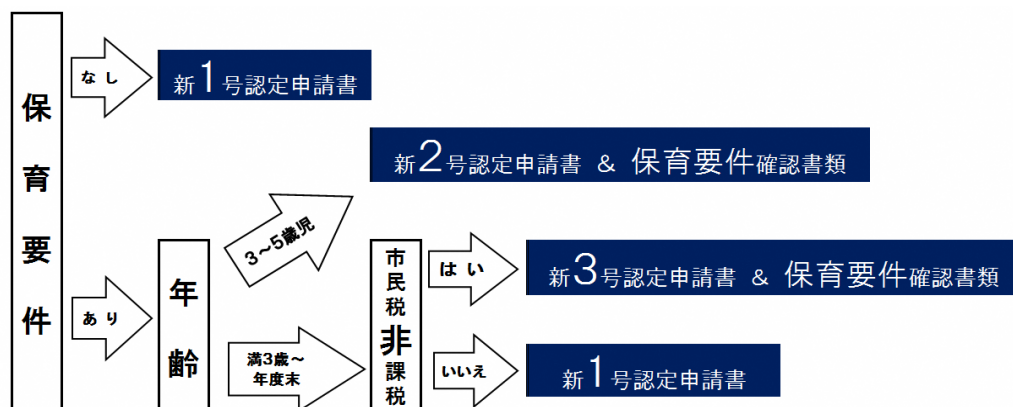 保育要件
なし
新1号認定申請書
新2号認定申請書 & 保育要件確認書類
3～5歳児
あり
年齢
満3歳～
年度末
市民税非課税
はい
新3号認定申請書 & 保育要件確認書類
いいえ
新1号認定申請書